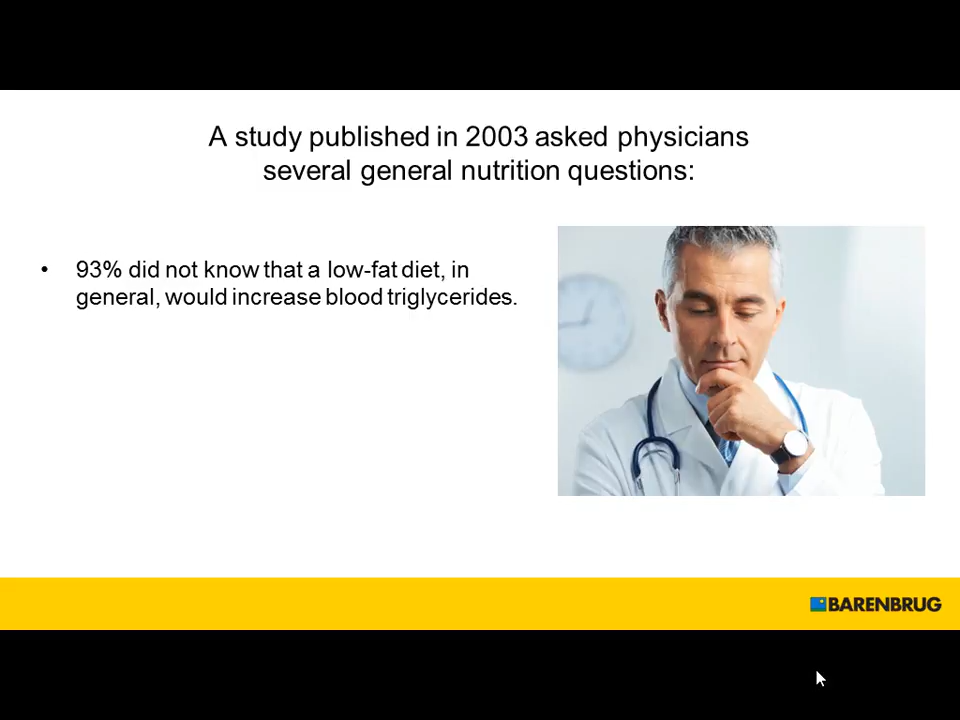 A study published in 2003 asked physicians
several general nutrition questions:
• 93% did not know that a low-fat diet, in
general, would increase blood triglycerides.
BARENBRUG